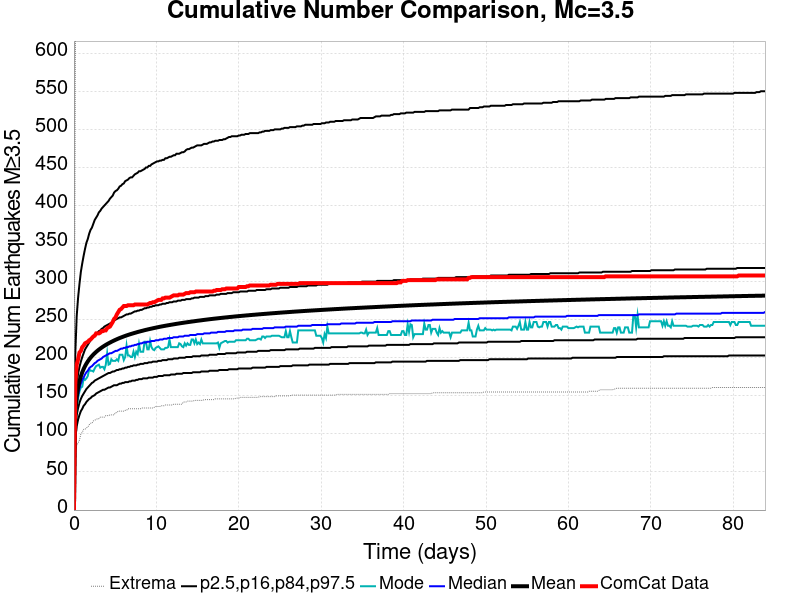 Cumulative Number Comparison, Mc=3.5
Cumulative Num Earthquakes M≥3.5
600
550
500
450
400
350
300
250
200
150
100
50
0
0 10 20 30 40 50 60 70 80
Time (days)
Extrema p2.5,p16,p84,p97.5 Mode Median Mean ComCat Data